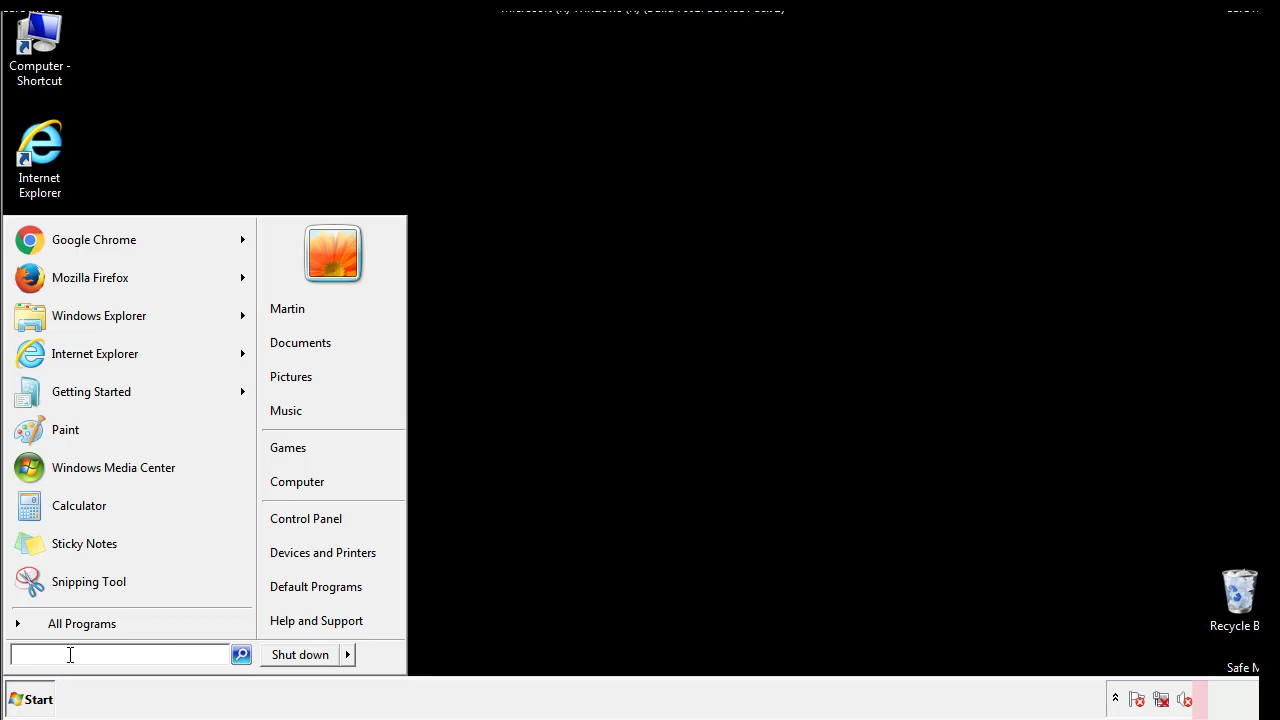 Computer -
Shortcut
Internet
Explorer
Google Chrome
Mozilla Firefox
Windows Explorer
Internet Explorer
Getting Started
Paint
Windows Media Center
Calculator
Sticky Notes
Snipping Tool
All Programs
Martin
Documents
Pictures
Music
Games
Computer
Control Panel
Devices and Printers
Default Programs
Help and Support
Shut down
Recycle B
Safe M
Start